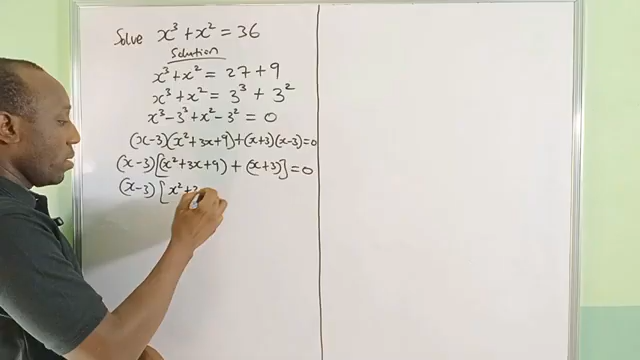 Solve x³ + x² = 36
Solution
x³ + x² = 27 + 9
x³ + x² = 3³ + 3²
x³ - 3³ + x² - 3² = 0
(x-3)(x²+3x+9)+(x+3)(x-3)=0
(x-3)[(x²+3x+9) + (x+3)] = 0
(x-3)[x²+3